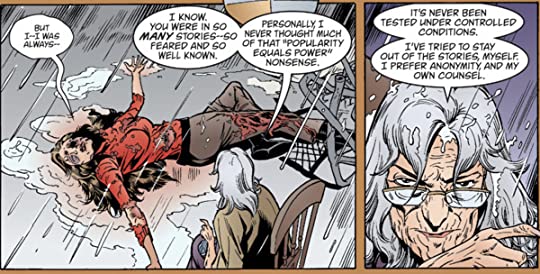 BUT
I--I WAS
ALWAYS--
I KNOW.
YOU WERE IN SO
MANY STORIES--SO
FEARED AND SO
WELL KNOWN.
PERSONALLY, I
NEVER THOUGHT MUCH
OF THAT "POPULARITY
EQUALS POWER"
NONSENSE.
IT'S NEVER BEEN
TESTED UNDER CONTROLLED
CONDITIONS.
I'VE TRIED TO STAY
OUT OF THE STORIES, MYSELF.
I PREFER ANONYMITY, AND MY
OWN COUNSEL.